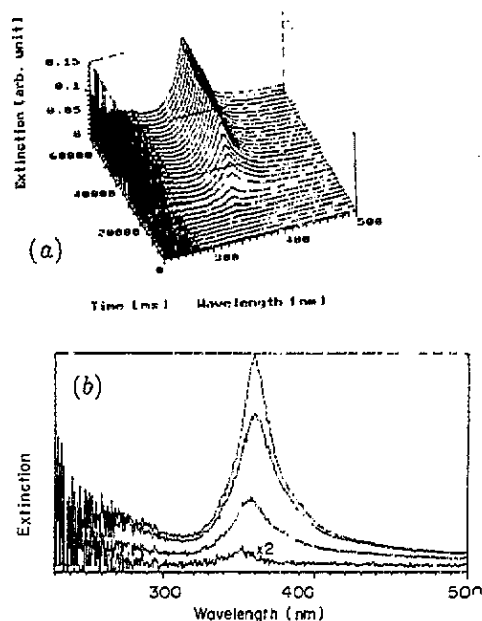 Extinction [arb. unit]
0.15
0.1
0.05
0
60000
40000
20000
0
300
400
500
(a)
Time [ms] Wavelength [nm]
(b)
Extinction
x2
300
400
500
Wavelength (nm)